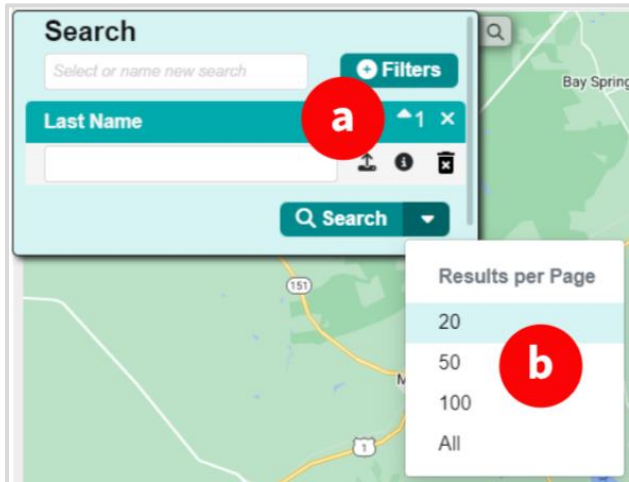 Search
Select or name new search
Filters
Bay Spring
Last Name
a
1
Search
151
Results per Page
20
50
b
100
All
M
1